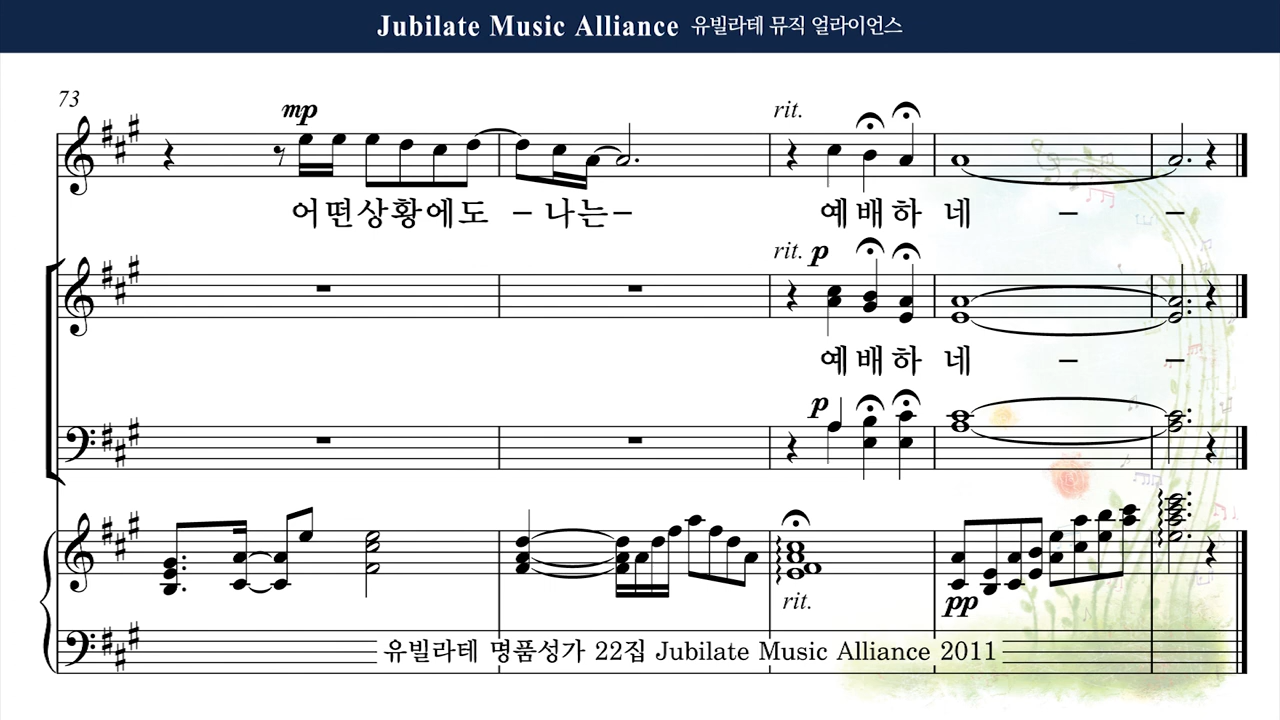 Jubilate Music Alliance 유빌라테 뮤직 얼라이언스
73
mp
rit.
어떤상황에도 – 나는– 예배하 네 – –
rit. p
예배하 네 – –
p
rit.
pp
유빌라테 명품성가 22집 Jubilate Music Alliance 2011